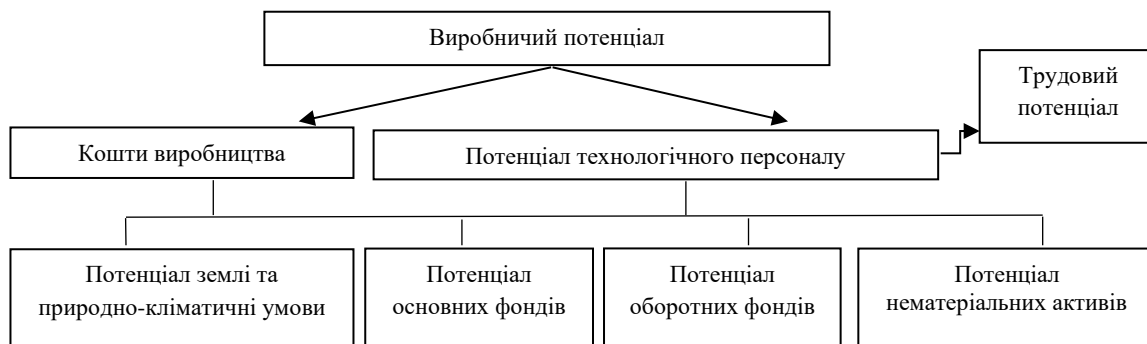 Виробничий потенціал
Трудовий
потенціал
Кошти виробництва
Потенціал технологічного персоналу
Потенціал землі та
природно-кліматичні умови
Потенціал
основних фондів
Потенціал
оборотних фондів
Потенціал
нематеріальних активів